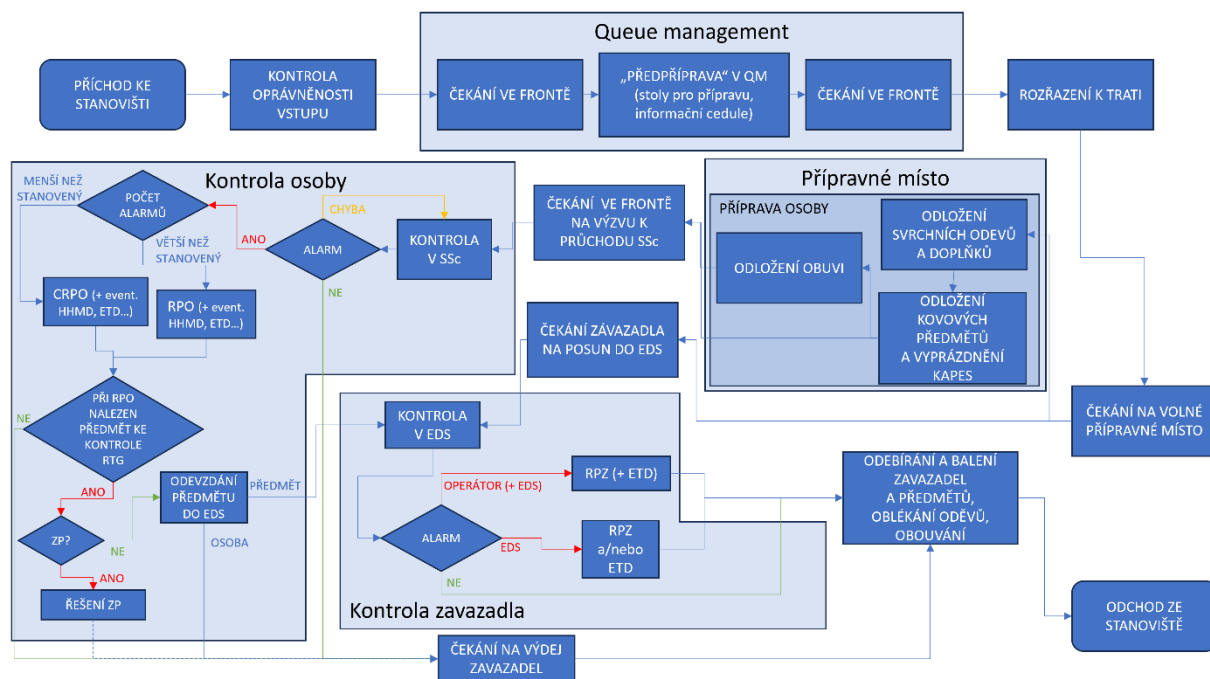 Queue management
PŘÍCHOD KE
STANOVIŠTI
KONTROLA
OPRÁVNĚNOSTI
VSTUPU
ČEKÁNÍ VE FRONTĚ
„PŘEDPŘÍPRAVA“ V QM
(stoly pro přípravu,
informační cedule)
ČEKÁNÍ VE FRONTĚ
ROZŘAZENÍ K TRATI
Kontrola osoby
MENŠÍ NEŽ
STANOVENÝ
POČET
ALARMŮ
VĚTŠÍ NEŽ
STANOVENÝ
ANO
CHYBA
ALARM
NE
KONTROLA
V SSc
CRPO (+ event.
HHMD, ETD…)
RPO (+ event.
HHMD, ETD…)
PŘI RPO
NALEZEN
PŘEDMĚT KE
KONTROLE
RTG
NE
ANO
ZP?
NE
ANO
ŘEŠENÍ ZP
ODEVZDÁNÍ
PŘEDMĚTU
DO EDS
PŘEDMĚT
OSOBA
ČEKÁNÍ VE FRONTĚ
NA VÝZVU K
PRŮCHODU SSc
ČEKÁNÍ ZÁVAZADLA
NA POSUN DO EDS
Přípravné místo
PŘÍPRAVA OSOBY
ODLOŽENÍ
SVRCHNÍCH ODEVŮ
A DOPLŇKŮ
ODLOŽENÍ OBUVI
ODLOŽENÍ
KOVOVÝCH
PŘEDMĚTŮ
A VYPRÁZDNĚNÍ
KAPES
ČEKÁNÍ NA VOLNÉ
PŘÍPRAVNÉ MÍSTO
KONTROLA
V EDS
OPERÁTOR (+ EDS)
RPZ (+ ETD)
ALARM
EDS
RPZ
a/nebo
ETD
NE
Kontrola zavazadla
ODEBÍRÁNÍ A BALENÍ
ZAVAZADEL
A PŘEDMĚTŮ,
OBLÉKÁNÍ ODĚVŮ,
OBOUVÁNÍ
ČEKÁNÍ NA VÝDEJ
ZAVAZADEL
ODCHOD ZE
STANOVIŠTĚ